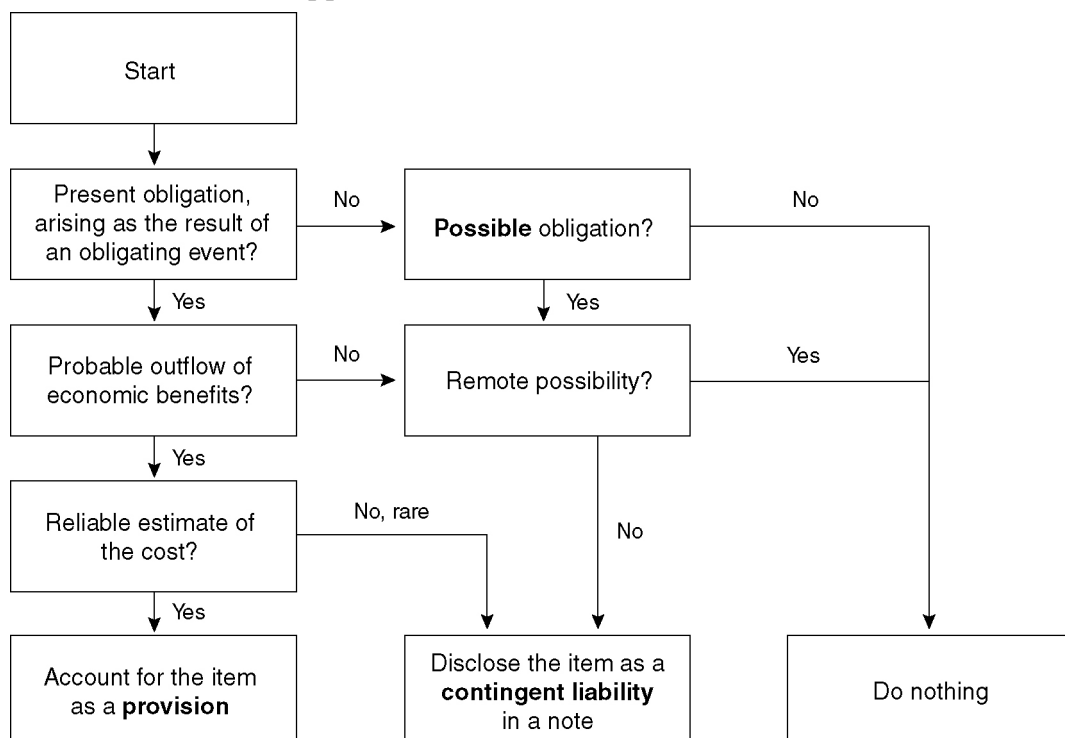 Start
Present obligation,
arising as the result of
an obligating event?
No
Possible obligation?
No
Yes
Yes
Probable outflow of
economic benefits?
No
Remote possibility?
Yes
Yes
Reliable estimate of
the cost?
No, rare
No
Yes
Account for the item
as a provision
Disclose the item as a
contingent liability
in a note
Do nothing